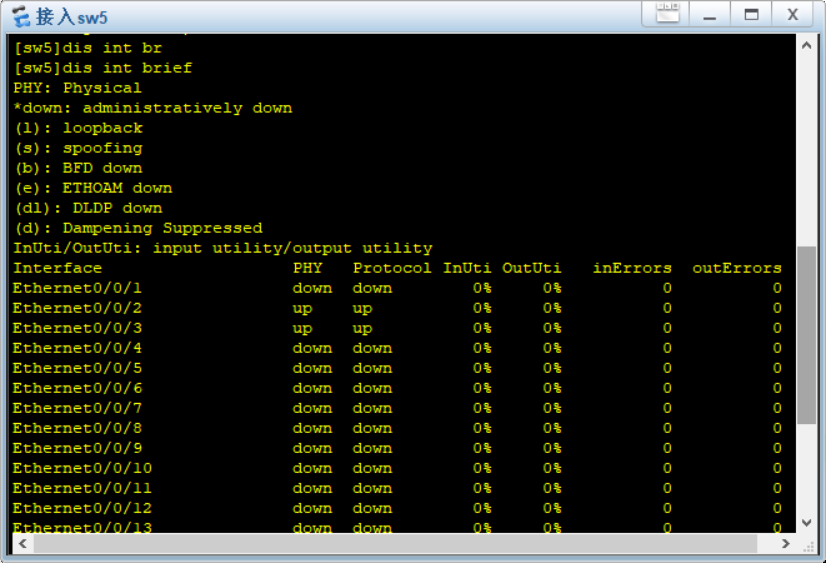 接入sw5
[sw5]dis int br
[sw5]dis int brief
PHY: Physical
*down: administratively down
(l): loopback
(s): spoofing
(b): BFD down
(e): ETHOAM down
(dl): DLDP down
(d): Dampening Suppressed
InUti/OutUti: input utility/output utility
Interface PHY Protocol InUti OutUti inErrors outErrors
Ethernet0/0/1 down down 0% 0% 0 0
Ethernet0/0/2 up up 0% 0% 0 0
Ethernet0/0/3 up up 0% 0% 0 0
Ethernet0/0/4 down down 0% 0% 0 0
Ethernet0/0/5 down down 0% 0% 0 0
Ethernet0/0/6 down down 0% 0% 0 0
Ethernet0/0/7 down down 0% 0% 0 0
Ethernet0/0/8 down down 0% 0% 0 0
Ethernet0/0/9 down down 0% 0% 0 0
Ethernet0/0/10 down down 0% 0% 0 0
Ethernet0/0/11 down down 0% 0% 0 0
Ethernet0/0/12 down down 0% 0% 0 0
Ethernet0/0/13 down down 0% 0% 0 0